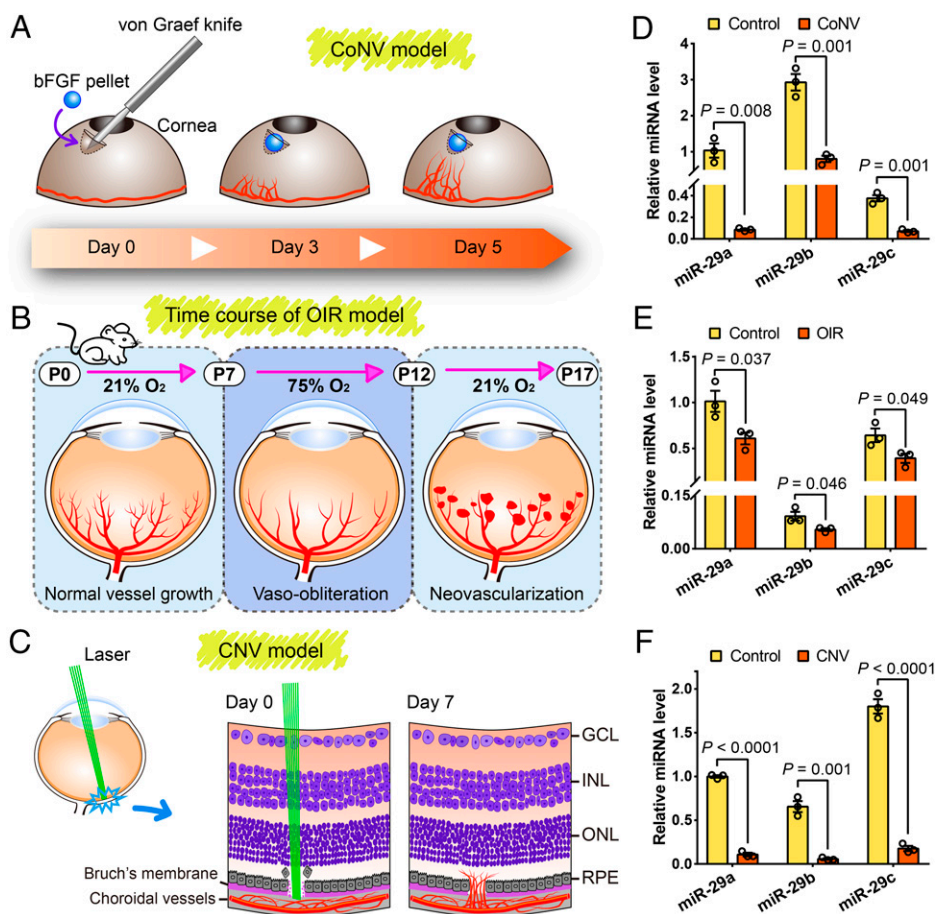 A
von Graef knife
CoNV model
bFGF pellet
Cornea
Day 0
Day 3
Day 5
B
Time course of OIR model
P0
21% O2
P7
75% O2
P12
21% O2
P17
Normal vessel growth
Vaso-obliteration
Neovascularization
C
CNV model
Laser
Day 0
Day 7
GCL
INL
ONL
RPE
Bruch's membrane
Choroidal vessels
D
Control
CoNV
Relative miRNA level
4
3
2
1
0.4
0.2
0.0
P = 0.008
P = 0.001
P = 0.001
miR-29a
miR-29b
miR-29c
E
Control
OIR
Relative miRNA level
1.5
1.0
0.5
0.15
0.00
P = 0.037
P = 0.046
P = 0.049
miR-29a
miR-29b
miR-29c
F
Control
CNV
Relative miRNA level
2.0
1.5
1.0
0.5
0.0
P < 0.0001
P = 0.001
P < 0.0001
miR-29a
miR-29b
miR-29c